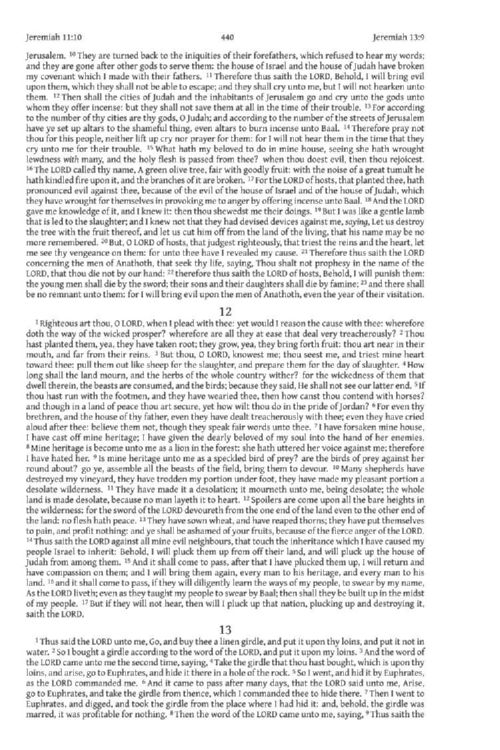 Jeremiah 11:10 440 Jeremiah 13:9
Jerusalem. 10 They are turned back to the iniquities of their forefathers, which refused to hear my words;
and they are gone after other gods to serve them: the house of Israel and the house of Judah have broken
my covenant which I made with their fathers. 11 Therefore thus saith the LORD, Behold, I will bring evil
upon them, which they shall not be able to escape; and they shall cry unto me, but I will not hearken unto
them. 12 Then shall the cities of Judah and the inhabitants of Jerusalem go and cry unto the gods unto
whom they offer incense: but they shall not save them at all in the time of their trouble. 13 For according
to the number of thy cities are thy gods, O Judah; and according to the number of the streets of Jerusalem
have ye set up altars to the shameful thing, even altars to burn incense unto Baal. 14 Therefore pray not
thou for this people, neither lift up cry nor prayer for them: for I will not hear them in the time that they
cry unto me for their trouble. 15 What hath my beloved to do in mine house, seeing she hath wrought
lewdness with many, and the holy flesh is passed from thee? when thou doest evil, then thou rejoicest.
16 The LORD called thy name, A green olive tree, fair with goodly fruit: with the noise of a great tumult he
hath kindled fire upon it, and the branches of it are broken. 17 For the LORD of hosts, that planted thee, hath
pronounced evil against thee, because of the evil of the house of Israel and of the house of Judah, which
they have wrought for themselves in provoking me to anger by offering incense unto Baal. 18 And the LORD
gave me knowledge of it, and I knew it: then thou shewedst me their doings. 19 But I was like a gentle lamb
that is led to the slaughter; and I knew not that they had devised devices against me, saying, Let us destroy
the tree with the fruit thereof, and let us cut him off from the land of the living, that his name may be no
more remembered. 20 But, O LORD of hosts, that judgest righteously, that triest the reins and the heart, let
me see thy vengeance on them: for unto thee have I revealed my cause. 21 Therefore thus saith the LORD
concerning the men of Anathoth, that seek thy life, saying, Thou shalt not prophesy in the name of the
LORD, that thou die not by our hand: 22 therefore thus saith the LORD of hosts, Behold, I will punish them:
the young men shall die by the sword; their sons and their daughters shall die by famine; 23 and there shall
be no remnant unto them: for I will bring evil upon the men of Anathoth, even the year of their visitation.
12
1 Righteous art thou, O LORD, when I plead with thee: yet would I reason the cause with thee: wherefore
doth the way of the wicked prosper? wherefore are all they at ease that deal very treacherously? 2 Thou
hast planted them, yea, they have taken root; they grow, yea, they bring forth fruit: thou art near in their
mouth, and far from their reins. 3 But thou, O LORD, knowest me; thou seest me, and triest mine heart
toward thee: pull them out like sheep for the slaughter, and prepare them for the day of slaughter. 4 How
long shall the land mourn, and the herbs of the whole country wither? for the wickedness of them that
dwell therein, the beasts are consumed, and the birds; because they said, He shall not see our latter end. 5 If
thou hast run with the footmen, and they have wearied thee, then how canst thou contend with horses?
and though in a land of peace thou art secure, yet how wilt thou do in the pride of Jordan? 6 For even thy
brethren, and the house of thy father, even they have dealt treacherously with thee; even they have cried
aloud after thee: believe them not, though they speak fair words unto thee. 7 I have forsaken mine house,
I have cast off mine heritage; I have given the dearly beloved of my soul into the hand of her enemies.
8 Mine heritage is become unto me as a lion in the forest: she hath uttered her voice against me; therefore
I have hated her. 9 Is mine heritage unto me as a speckled bird of prey? are the birds of prey against her
round about? go ye, assemble all the beasts of the field, bring them to devour. 10 Many shepherds have
destroyed my vineyard, they have trodden my portion under foot, they have made my pleasant portion a
desolate wilderness. 11 They have made it a desolation; it mourneth unto me, being desolate; the whole
land is made desolate, because no man layeth it to heart. 12 Spoilers are come upon all the bare heights in
the wilderness: for the sword of the LORD devoureth from the one end of the land even to the other end of
the land: no flesh hath peace. 13 They have sown wheat, and have reaped thorns; they have put themselves
to pain, and profit nothing: and ye shall be ashamed of your fruits, because of the fierce anger of the LORD.
14 Thus saith the LORD against all mine evil neighbours, that touch the inheritance which I have caused my
people Israel to inherit: Behold, I will pluck them up from off their land, and will pluck up the house of
Judah from among them. 15 And it shall come to pass, after that I have plucked them up, I will return and
have compassion on them; and I will bring them again, every man to his heritage, and every man to his
land. 16 and it shall come to pass, if they will diligently learn the ways of my people, to swear by my name,
As the LORD liveth; even as they taught my people to swear by Baal; then shall they be built up in the midst
of my people. 17 But if they will not hear, then will I pluck up that nation, plucking up and destroying it,
saith the LORD.
13
1 Thus said the LORD unto me, Go, and buy thee a linen girdle, and put it upon thy loins, and put it not in
water. 2 So I bought a girdle according to the word of the LORD, and put it upon my loins. 3 And the word of
the LORD came unto me the second time, saying, 4 Take the girdle that thou hast bought, which is upon thy
loins, and arise, go to Euphrates, and hide it there in a hole of the rock. 5 So I went, and hid it by Euphrates,
as the LORD commanded me. 6 And it came to pass after many days, that the LORD said unto me, Arise,
go to Euphrates, and take the girdle from thence, which I commanded thee to hide there. 7 Then I went to
Euphrates, and digged, and took the girdle from the place where I had hid it: and, behold, the girdle was
marred, it was profitable for nothing. 8 Then the word of the LORD came unto me, saying, 9 Thus saith the